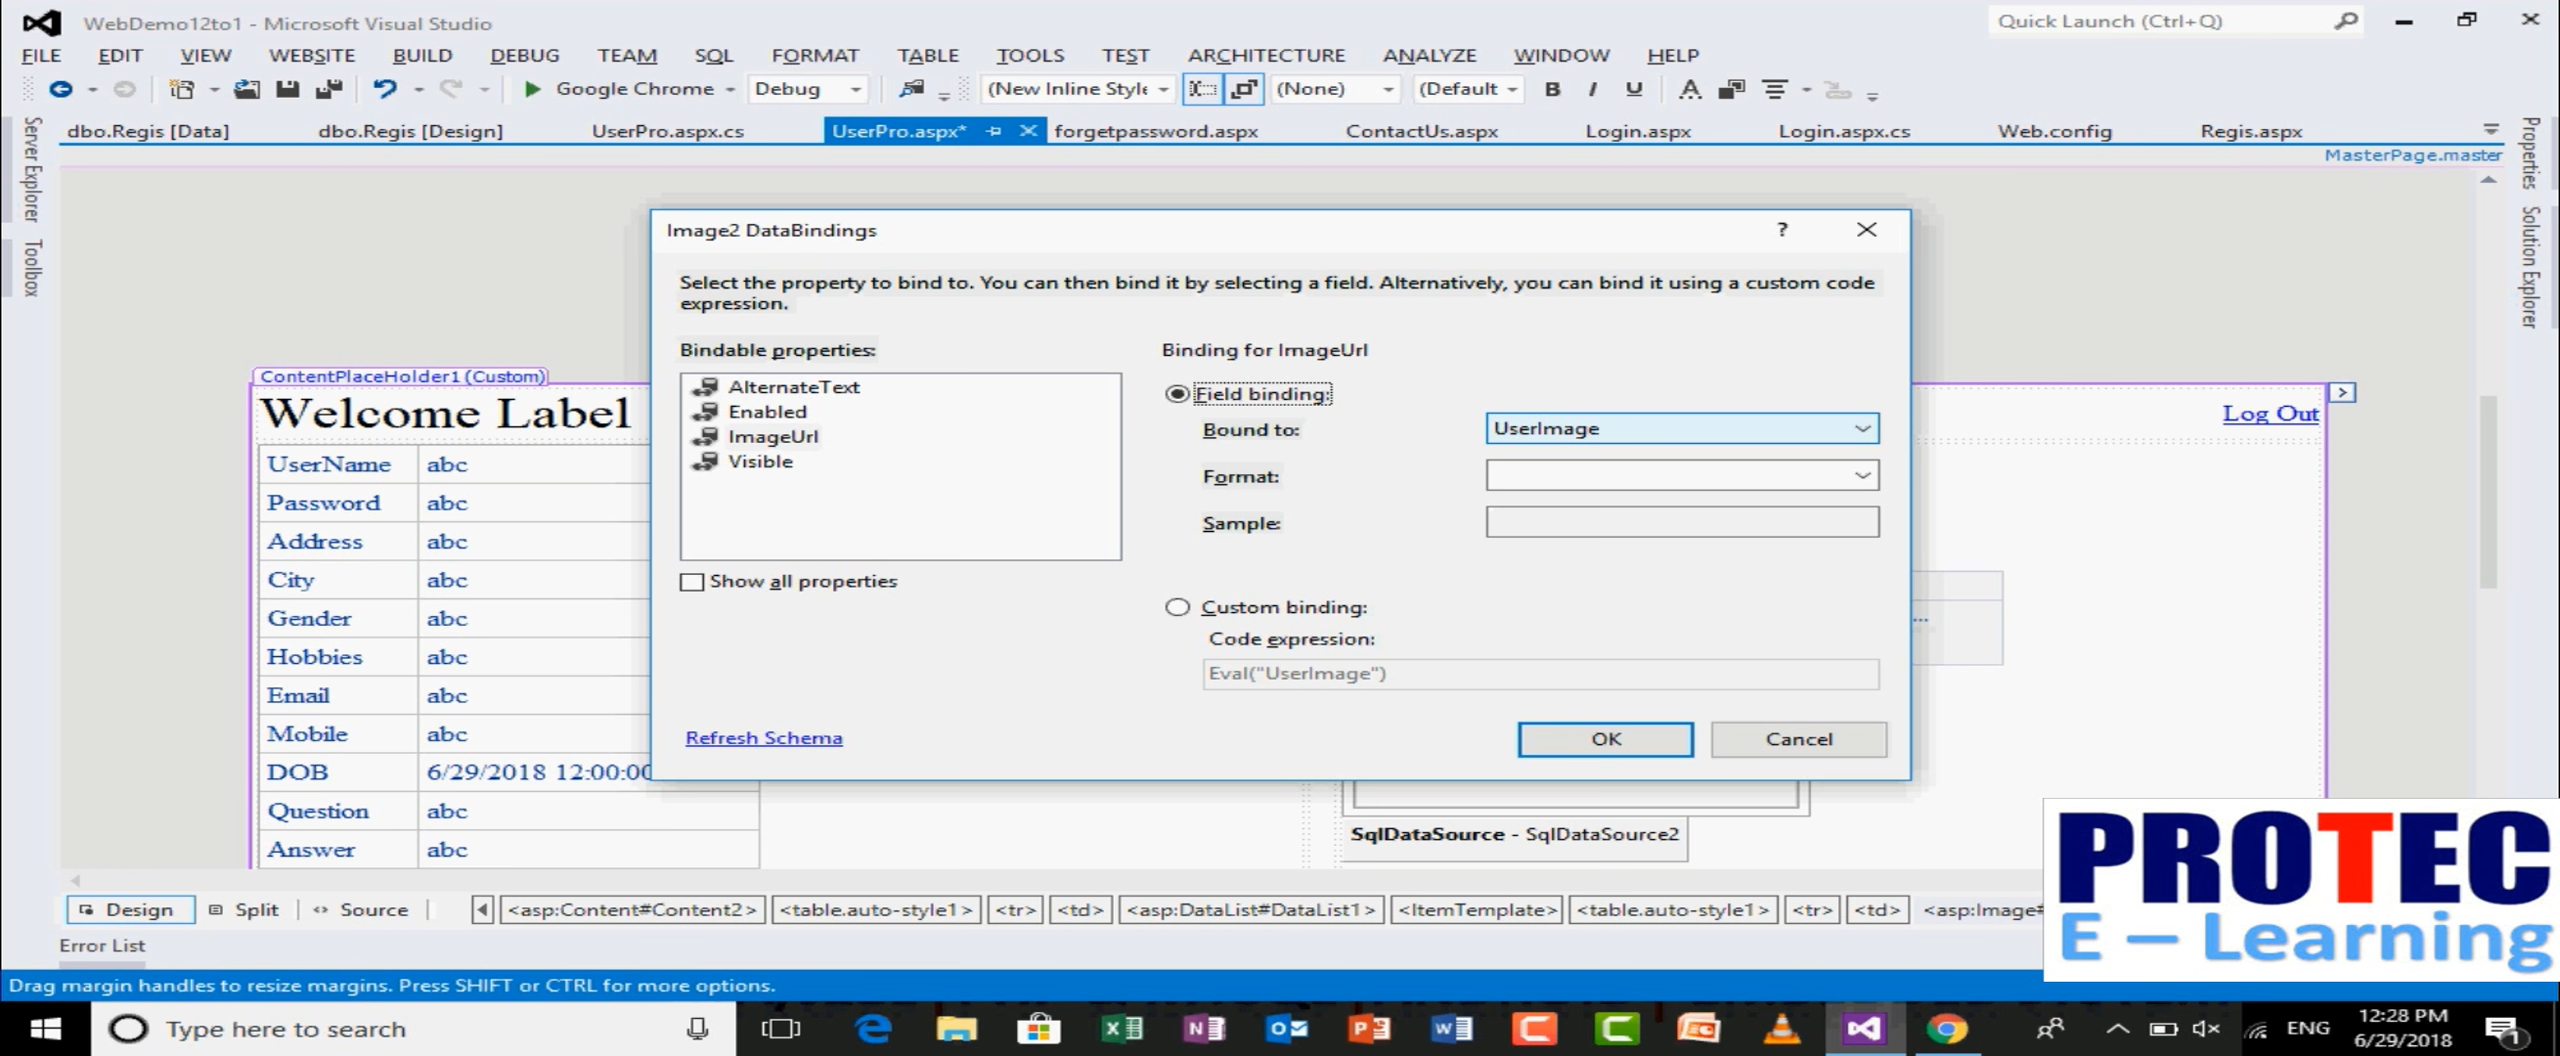 WebDemo12to1 - Microsoft Visual Studio
Quick Launch (Ctrl+Q)
FILE EDIT VIEW WEBSITE BUILD DEBUG TEAM SQL FORMAT TABLE TOOLS TEST ARCHITECTURE ANALYZE WINDOW HELP
Google Chrome Debug (New Inline Style (None) (Default B I U A
dbo.Regis [Data] dbo.Regis [Design] UserPro.aspx.cs UserPro.aspx* forgetpassword.aspx ContactUs.aspx Login.aspx Login.aspx.cs Web.config Regis.aspx
MasterPage.master
Server Explorer
Toolbox
Properties
Solution Explorer
Image2 DataBindings ?
Select the property to bind to. You can then bind it by selecting a field. Alternatively, you can bind it using a custom code
expression.
Bindable properties:
AlternateText
Enabled
ImageUrl
Visible
Show all properties
Refresh Schema
Binding for ImageUrl
Field binding:
Bound to: UserImage
Format:
Sample:
Custom binding:
Code expression:
Eval("UserImage")
OK Cancel
ContentPlaceHolder1 (Custom)
Welcome Label
Log Out
UserName abc
Password abc
Address abc
City abc
Gender abc
Hobbies abc
Email abc
Mobile abc
DOB 6/29/2018 12:00:00
Question abc
Answer abc
...
SqlDataSource - SqlDataSource2
PROTEC
E – Learning
Design Split Source <asp:Content#Content2> <table.auto-style1> <tr> <td> <asp:DataList#DataList1> <ItemTemplate> <table.auto-style1> <tr> <td> <asp:Image#
Error List
Drag margin handles to resize margins. Press SHIFT or CTRL for more options.
Type here to search
ENG
12:28 PM
6/29/2018
1